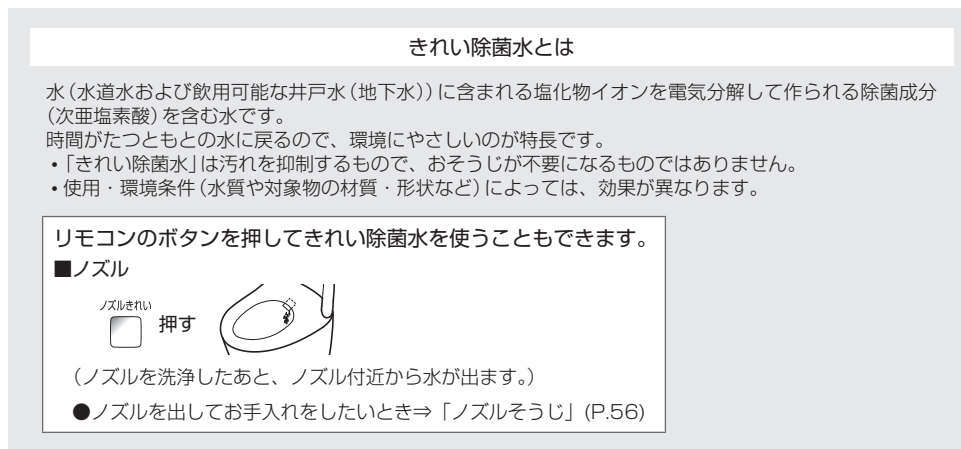 きれい除菌水とは
水(水道水および飲用可能な井戸水(地下水))に含まれる塩化物イオンを電気分解して作られる除菌成分
(次亜塩素酸)を含む水です。
時間がたつともとの水に戻るので、環境にやさしいのが特長です。
・「きれい除菌水」は汚れを抑制するもので、おそうじが不要になるものではありません。
・使用・環境条件(水質や対象物の材質・形状など)によっては、効果が異なります。
リモコンのボタンを押してきれい除菌水を使うこともできます。
■ノズル
ノズルきれい
押す
(ノズルを洗浄したあと、ノズル付近から水が出ます。)
●ノズルを出してお手入れをしたいとき⇒「ノズルそうじ」(P.56)